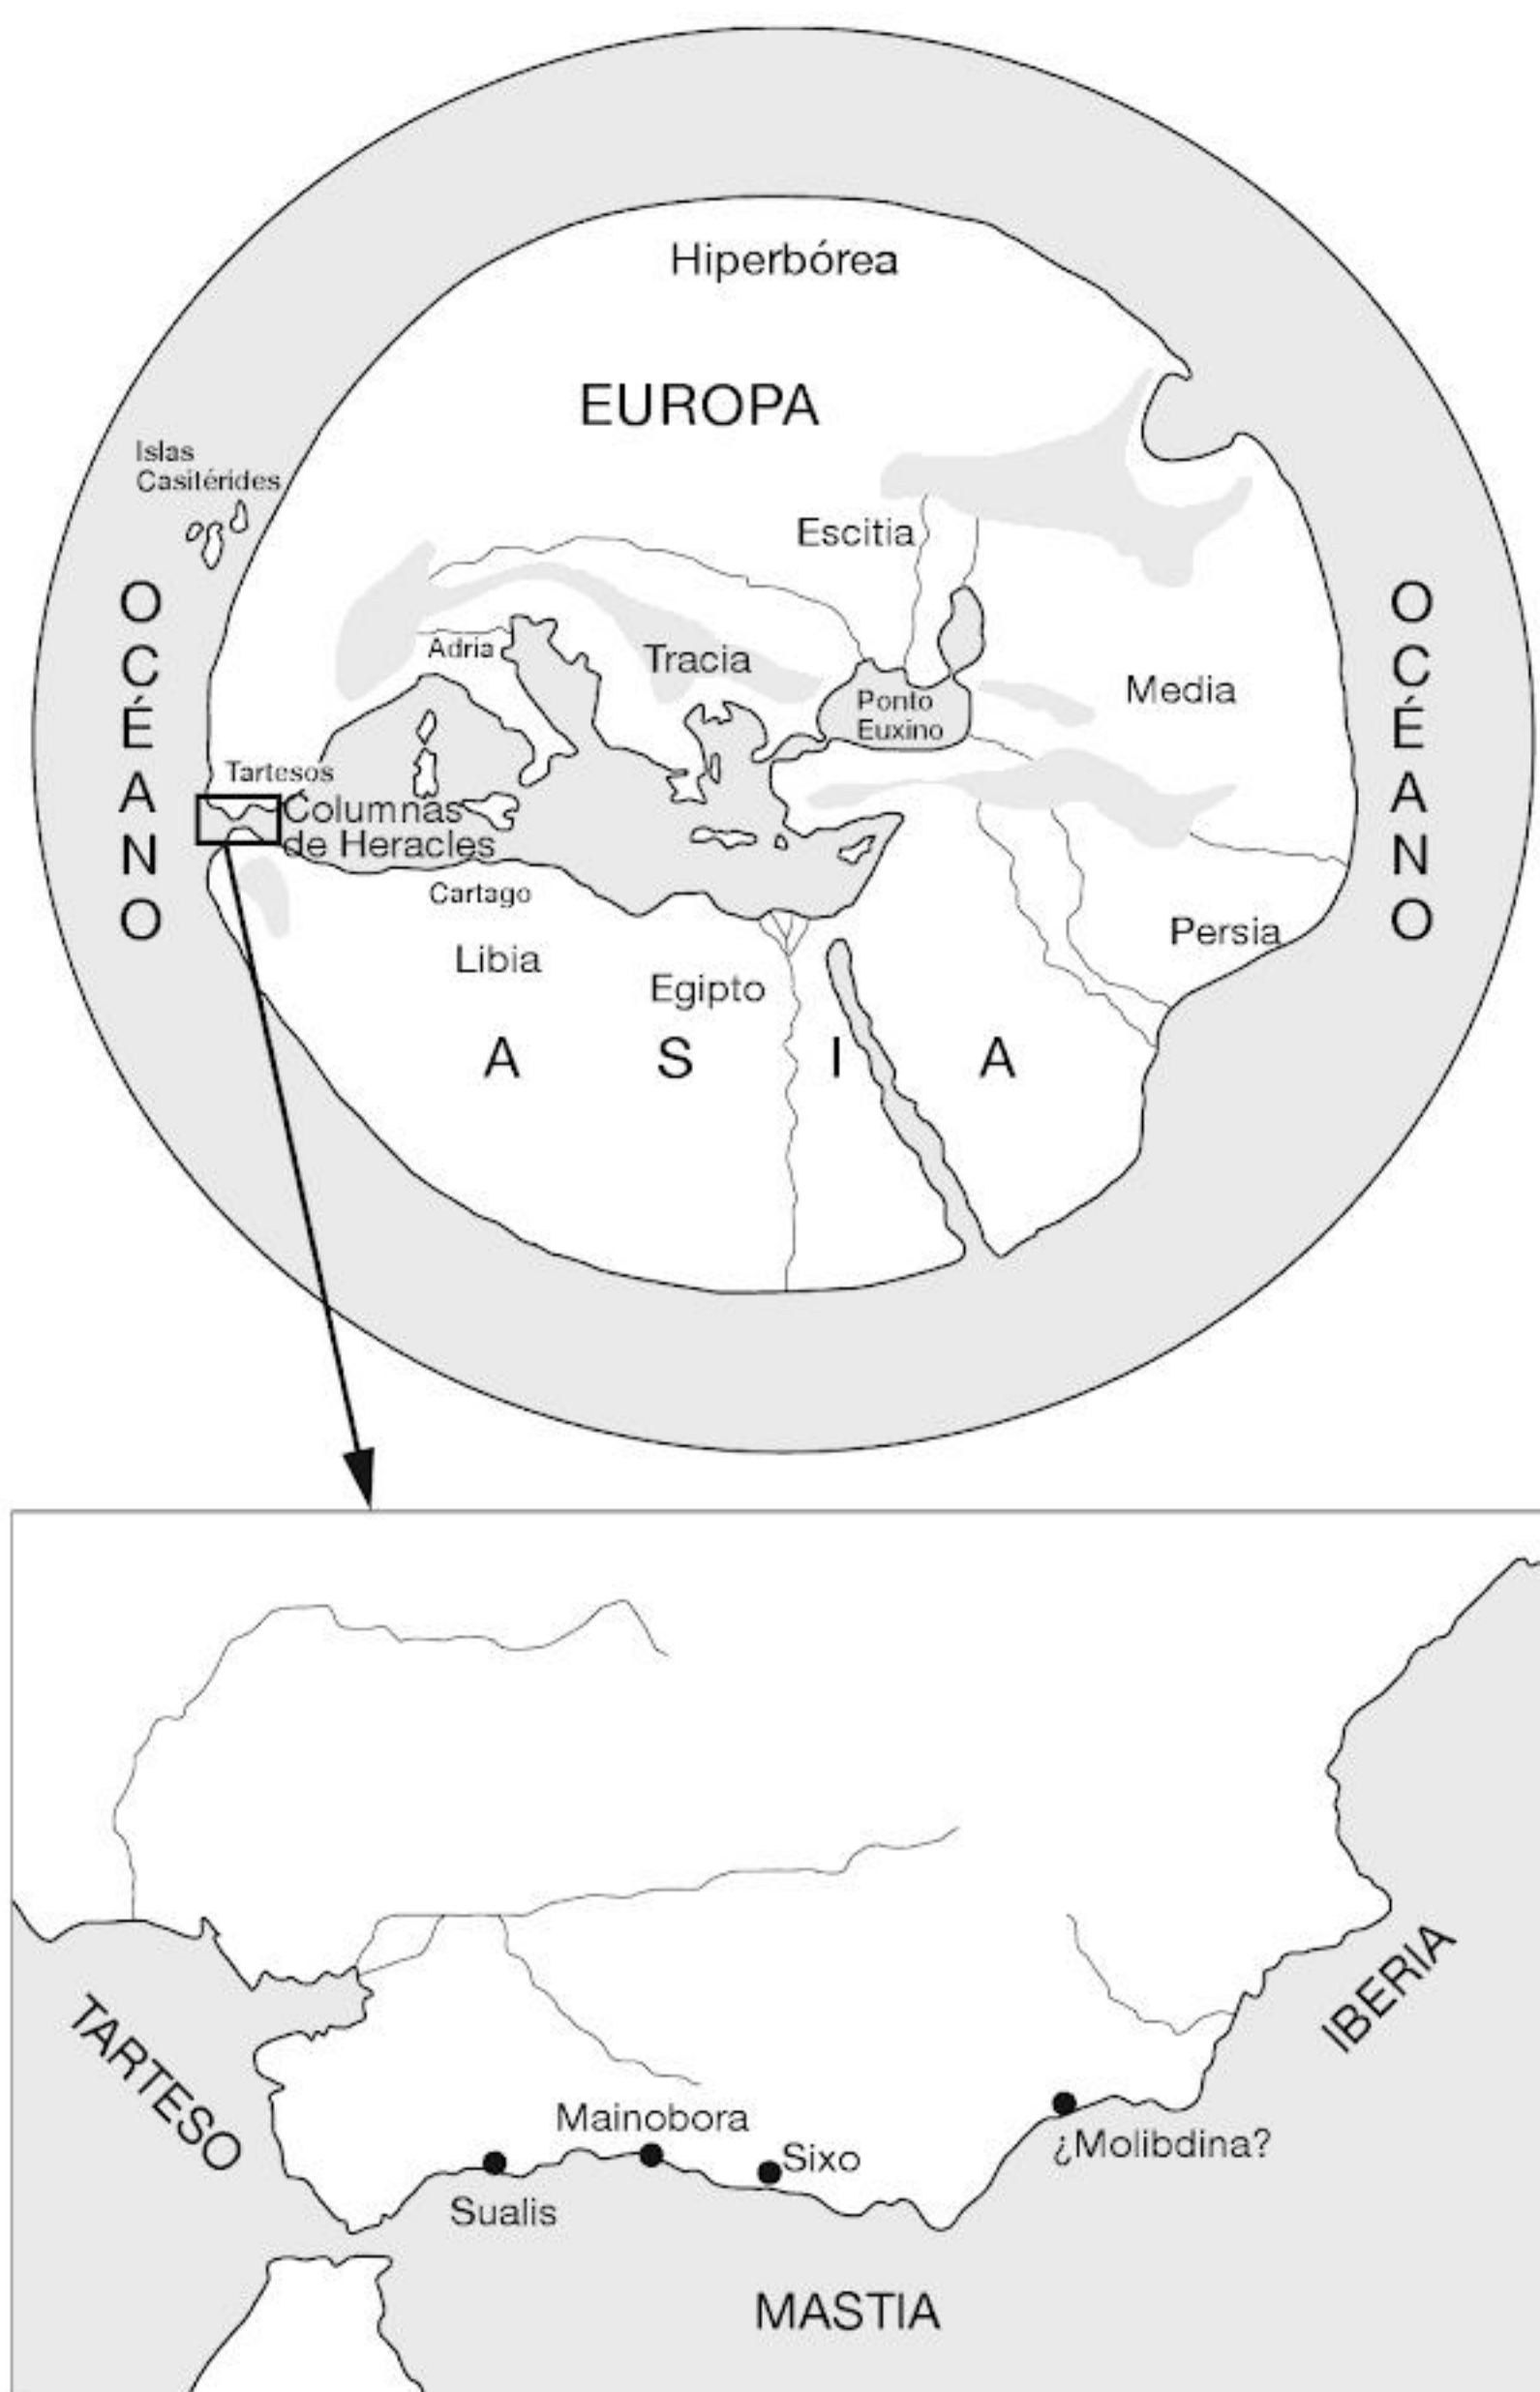 Hiperbórea
EUROPA
Islas
Casitérides
Escitia
OCÉANO
OCÉANO
Adria
Tracia
Ponto
Euxino
Media
Tartesos
Columnas
de Heracles
Cartago
Libia
Egipto
Persia
A S I A
TARTESO
IBERIA
Mainobora
Sixo
¿Molibdina?
Sualis
MASTIA